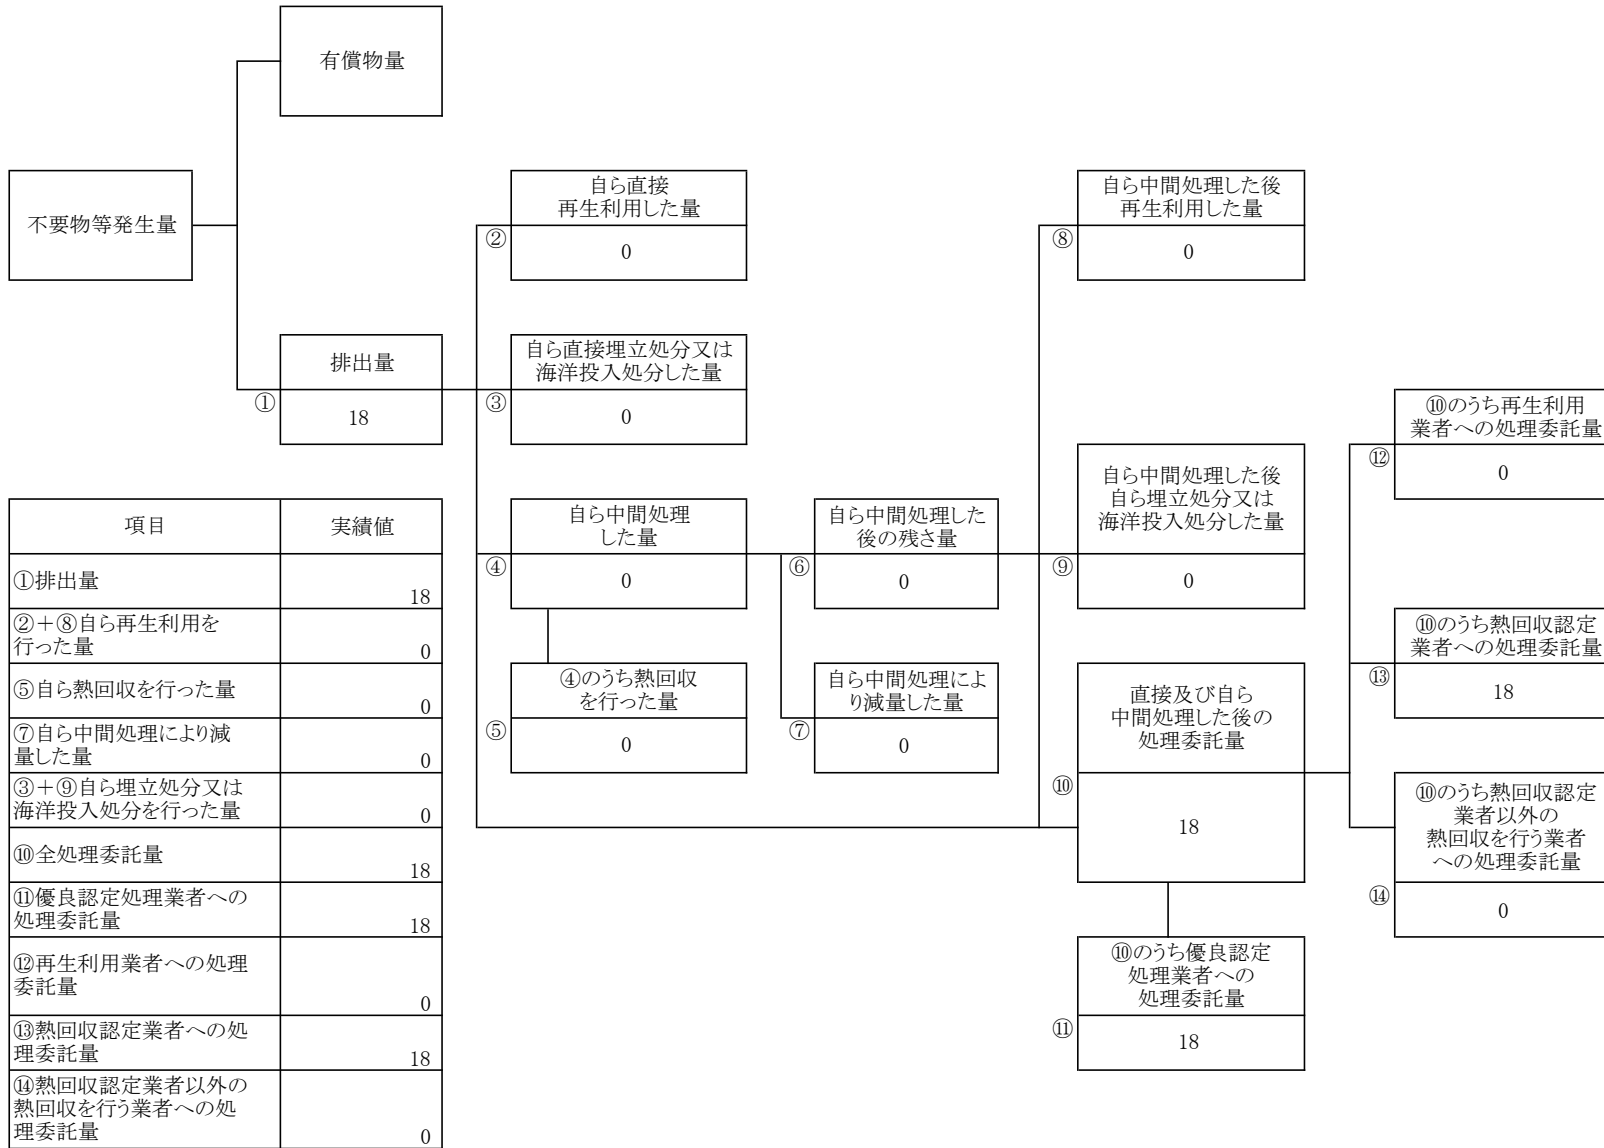 有償物量
不要物等発生量
自ら直接
再生利用した量
②
0
自ら中間処理した後
再生利用した量
⑧
0
排出量
①
18
自ら直接埋立処分又は
海洋投入処分した量
③
0
⑩のうち再生利用
業者への処理委託量
⑫
0
自ら中間処理した後
自ら埋立処分又は
海洋投入処分した量
⑨
0
自ら中間処理
した量
④
0
自ら中間処理した
後の残さ量
⑥
0
④のうち熱回収
を行った量
⑤
0
自ら中間処理によ
り減量した量
⑦
0
直接及び自ら
中間処理した後の
処理委託量
⑩
18
⑩のうち熱回収認定
業者への処理委託量
⑬
18
⑩のうち熱回収認定
業者以外の
熱回収を行う業者
への処理委託量
⑭
0
⑩のうち優良認定
処理業者への
処理委託量
⑪
18
項目 実績値
①排出量
18
②＋⑧自ら再生利用を
行った量
0
⑤自ら熱回収を行った量
0
⑦自ら中間処理により減
量した量
0
③＋⑨自ら埋立処分又は
海洋投入処分を行った量
0
⑩全処理委託量
18
⑪優良認定処理業者への
処理委託量
18
⑫再生利用業者への処理
委託量
0
⑬熱回収認定業者への処
理委託量
18
⑭熱回収認定業者以外の
熱回収を行う業者への処
理委託量
0